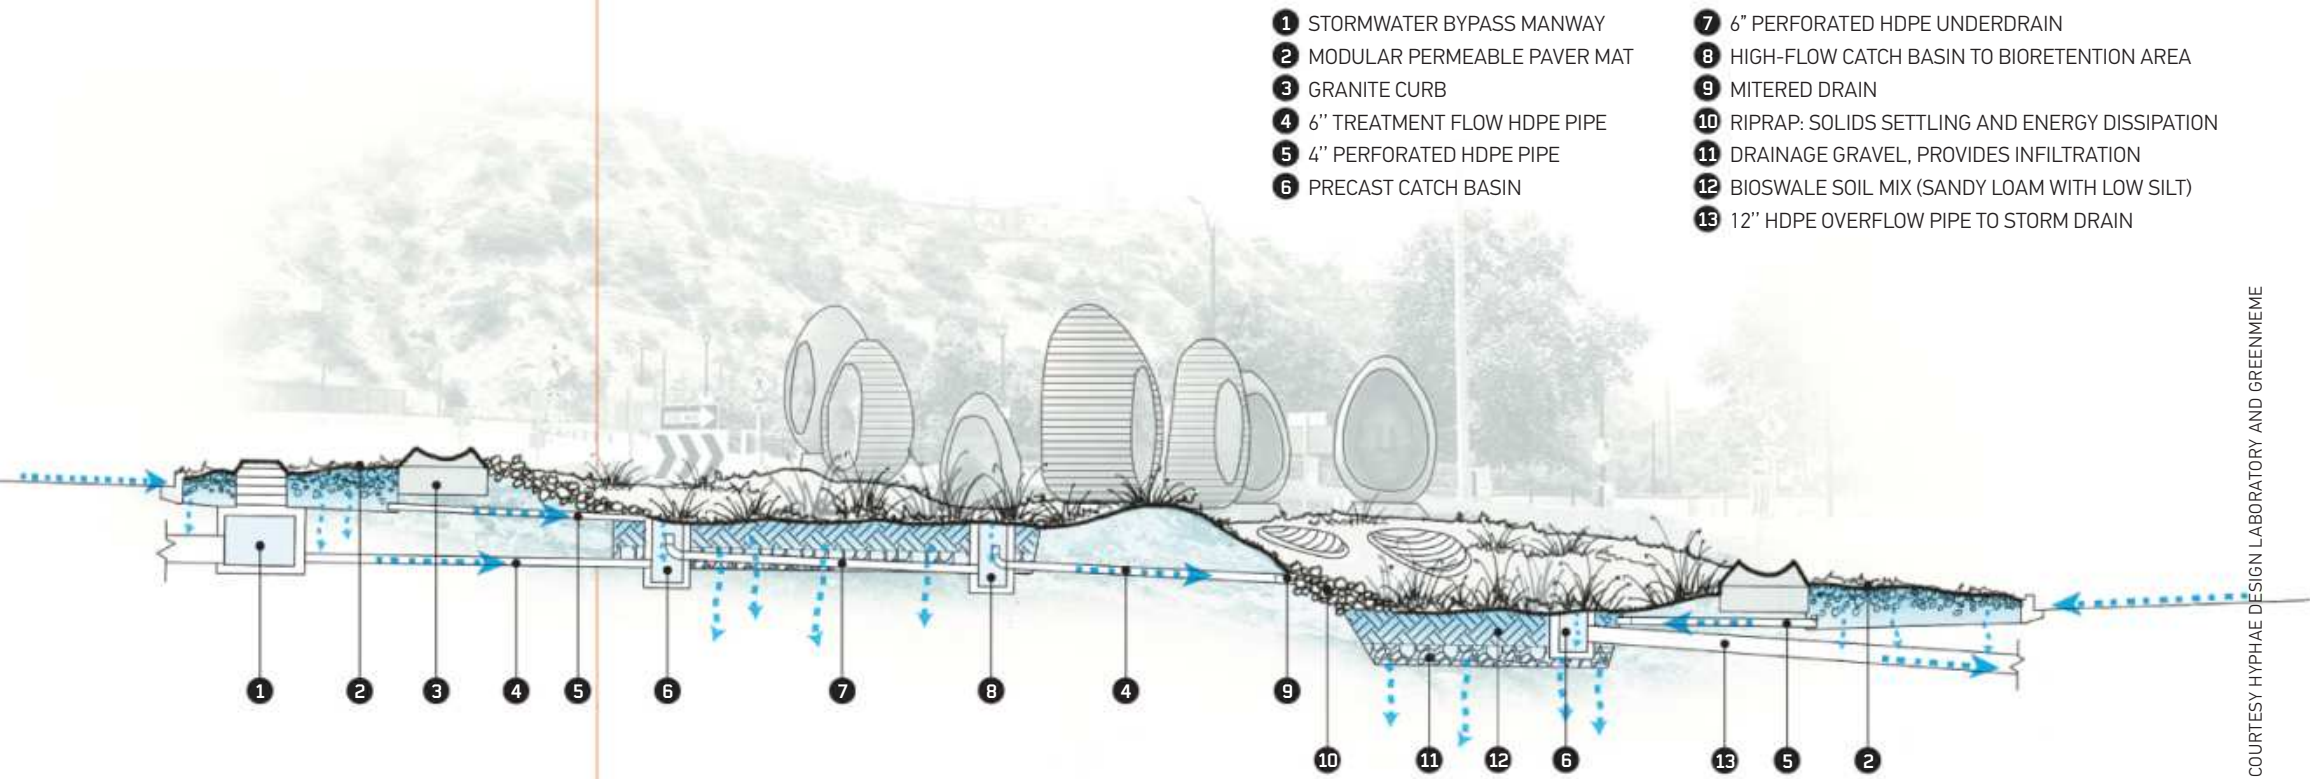 1 STORMWATER BYPASS MANWAY
2 MODULAR PERMEABLE PAVER MAT
3 GRANITE CURB
4 6’’ TREATMENT FLOW HDPE PIPE
5 4’’ PERFORATED HDPE PIPE
6 PRECAST CATCH BASIN
7 6” PERFORATED HDPE UNDERDRAIN
8 HIGH-FLOW CATCH BASIN TO BIORETENTION AREA
9 MITERED DRAIN
10 RIPRAP: SOLIDS SETTLING AND ENERGY DISSIPATION
11 DRAINAGE GRAVEL, PROVIDES INFILTRATION
12 BIOSWALE SOIL MIX (SANDY LOAM WITH LOW SILT)
13 12’’ HDPE OVERFLOW PIPE TO STORM DRAIN
COURTESY HYPHAE DESIGN LABORATORY AND GREENMEME
1 2 3 4 5 6 7 8 4 9
10 11 12 6 13 5 2